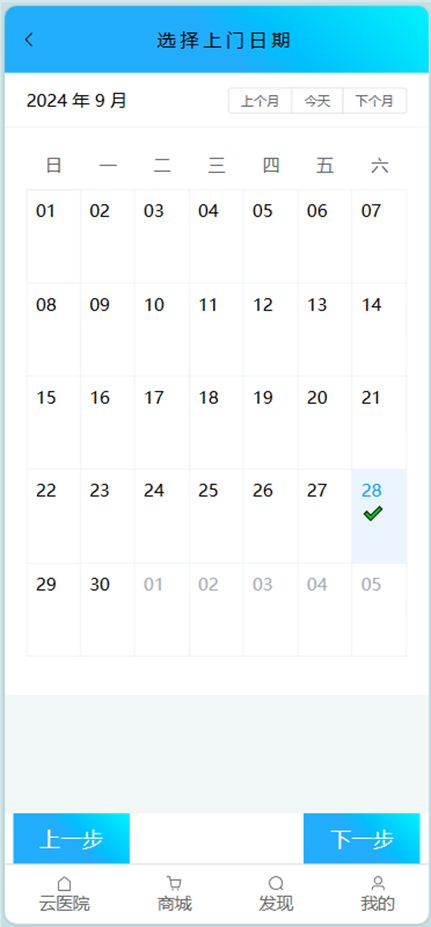 选择上门日期
2024 年 9 月 上个月 今天 下个月
日 一 二 三 四 五 六
01 02 03 04 05 06 07
08 09 10 11 12 13 14
15 16 17 18 19 20 21
22 23 24 25 26 27 28
29 30 01 02 03 04 05
上一步 下一步
云医院 商城 发现 我的